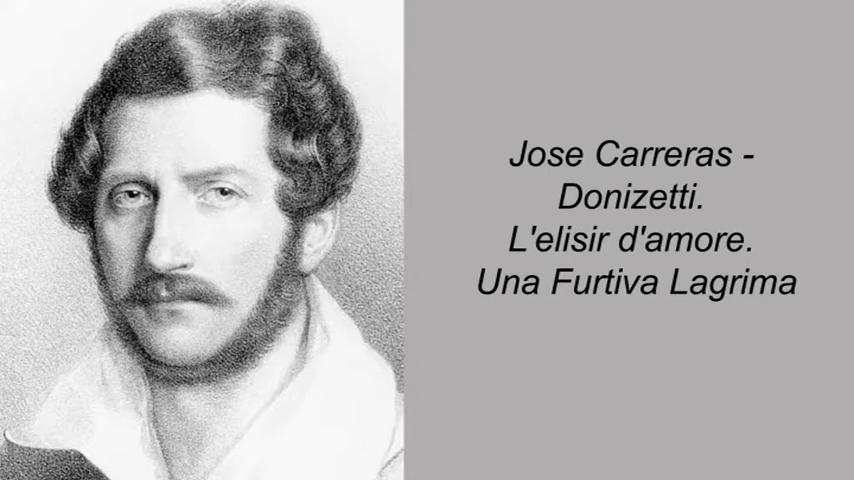 Jose Carreras -
Donizetti.
L'elisir d'amore.
Una Furtiva Lagrima